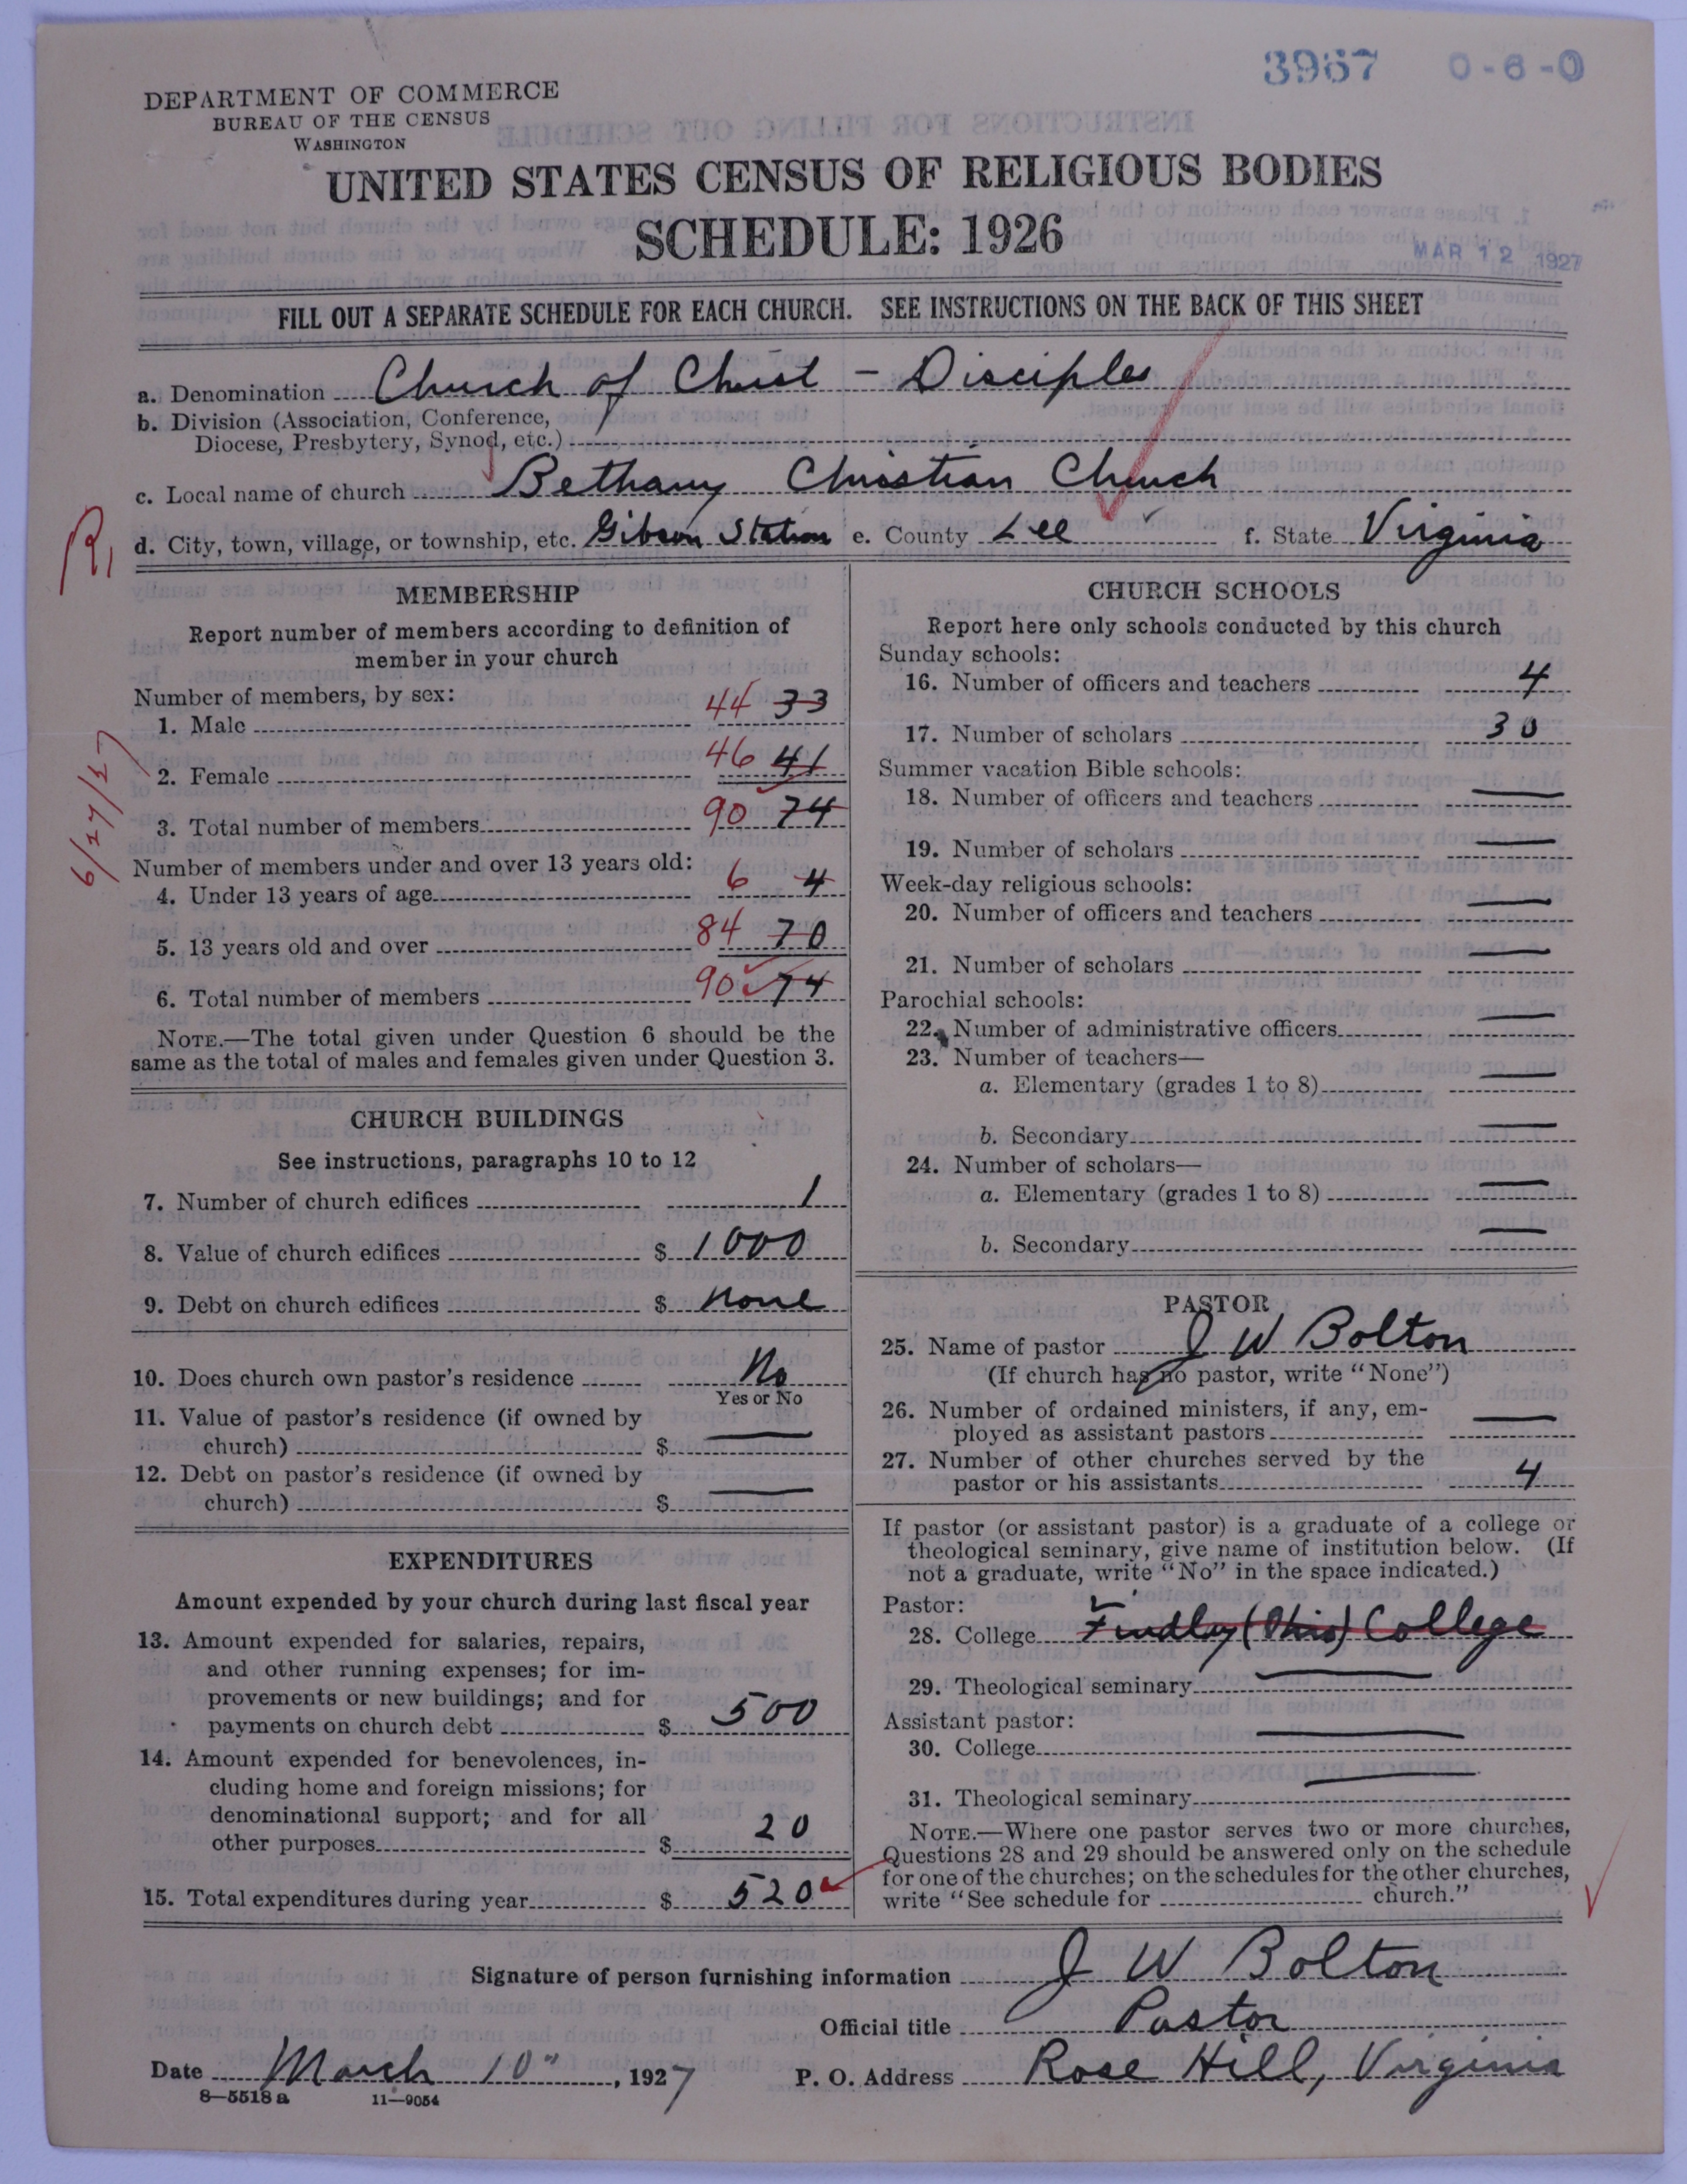 3967 0-6-0
DEPARTMENT OF COMMERCE
BUREAU OF THE CENSUS
WASHINGTON
UNITED STATES CENSUS OF RELIGIOUS BODIES
SCHEDULE: 1926
MAR 12 1927
FILL OUT A SEPARATE SCHEDULE FOR EACH CHURCH. SEE INSTRUCTIONS ON THE BACK OF THIS SHEET
a. Denomination Church of Christ - Disciples
b. Division (Association, Conference,
Diocese, Presbytery, Synod, etc.)
c. Local name of church Bethany Christian Church
R1
d. City, town, village, or township, etc. Gibson Station e. County Lee f. State Virginia
MEMBERSHIP
Report number of members according to definition of
member in your church
Number of members, by sex:
1. Male 44 33
2. Female 46 41
6/27/27
3. Total number of members 90 74
Number of members under and over 13 years old:
4. Under 13 years of age 6 4
5. 13 years old and over 84 70
6. Total number of members 90 74
NOTE.—The total given under Question 6 should be the
same as the total of males and females given under Question 3.
CHURCH BUILDINGS
See instructions, paragraphs 10 to 12
7. Number of church edifices 1
8. Value of church edifices $ 1000
9. Debt on church edifices $ None
10. Does church own pastor's residence No
Yes or No
11. Value of pastor's residence (if owned by
church) $ —
12. Debt on pastor's residence (if owned by
church) $ —
EXPENDITURES
Amount expended by your church during last fiscal year
13. Amount expended for salaries, repairs,
and other running expenses; for im-
provements or new buildings; and for
payments on church debt $ 500
14. Amount expended for benevolences, in-
cluding home and foreign missions; for
denominational support; and for all
other purposes $ 20
15. Total expenditures during year $ 520
CHURCH SCHOOLS
Report here only schools conducted by this church
Sunday schools:
16. Number of officers and teachers 4
17. Number of scholars 30
Summer vacation Bible schools:
18. Number of officers and teachers —
19. Number of scholars —
Week-day religious schools:
20. Number of officers and teachers —
21. Number of scholars —
Parochial schools:
22. Number of administrative officers —
23. Number of teachers—
a. Elementary (grades 1 to 8) —
b. Secondary —
24. Number of scholars—
a. Elementary (grades 1 to 8) —
b. Secondary —
PASTOR
25. Name of pastor J W Bolton
(If church has no pastor, write "None")
26. Number of ordained ministers, if any, em-
ployed as assistant pastors —
27. Number of other churches served by the
pastor or his assistants 4
If pastor (or assistant pastor) is a graduate of a college or
theological seminary, give name of institution below. (If
not a graduate, write "No" in the space indicated.)
Pastor:
28. College Findlay (Ohio) College
29. Theological seminary —
Assistant pastor:
30. College —
31. Theological seminary —
NOTE.—Where one pastor serves two or more churches,
Questions 28 and 29 should be answered only on the schedule
for one of the churches; on the schedules for the other churches,
write "See schedule for church."
Signature of person furnishing information J W Bolton
Official title Pastor
Date March 10", 1927 P. O. Address Rose Hill, Virginia
8—5518 a 11—9054